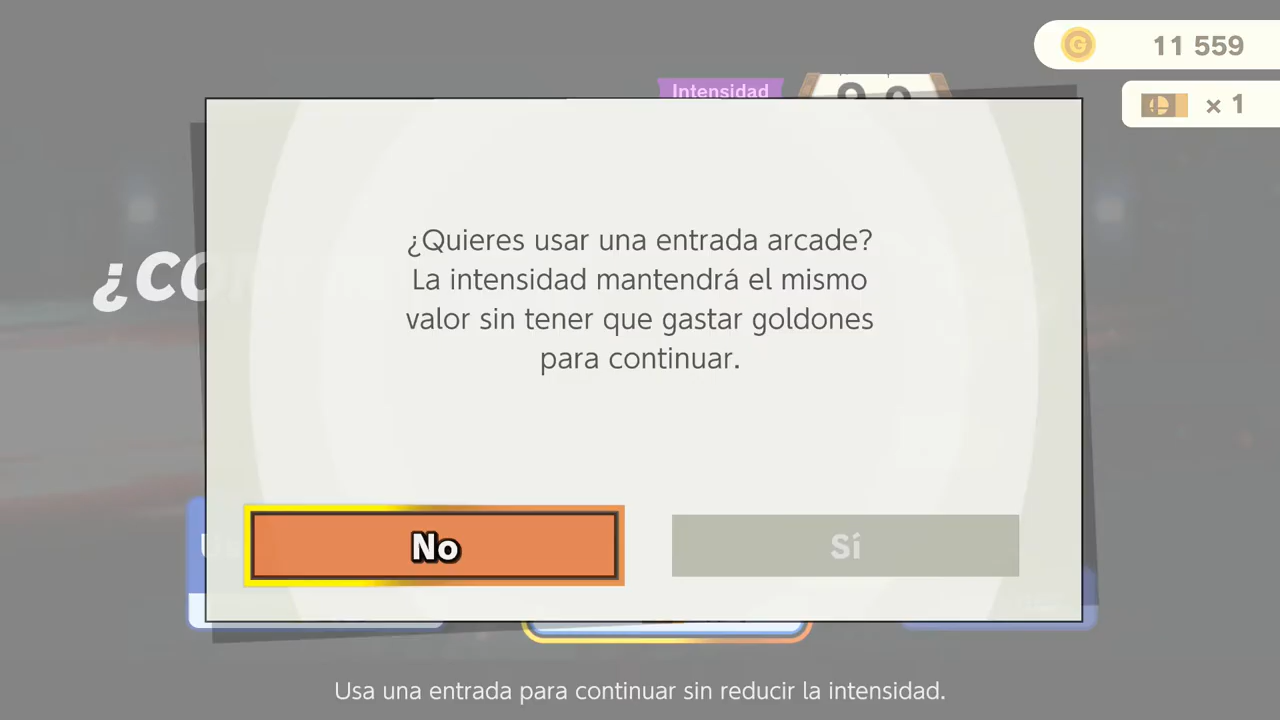 11 559
× 1
Intensidad
¿Quieres usar una entrada arcade?
La intensidad mantendrá el mismo
valor sin tener que gastar goldones
para continuar.
No
Sí
Usa una entrada para continuar sin reducir la intensidad.